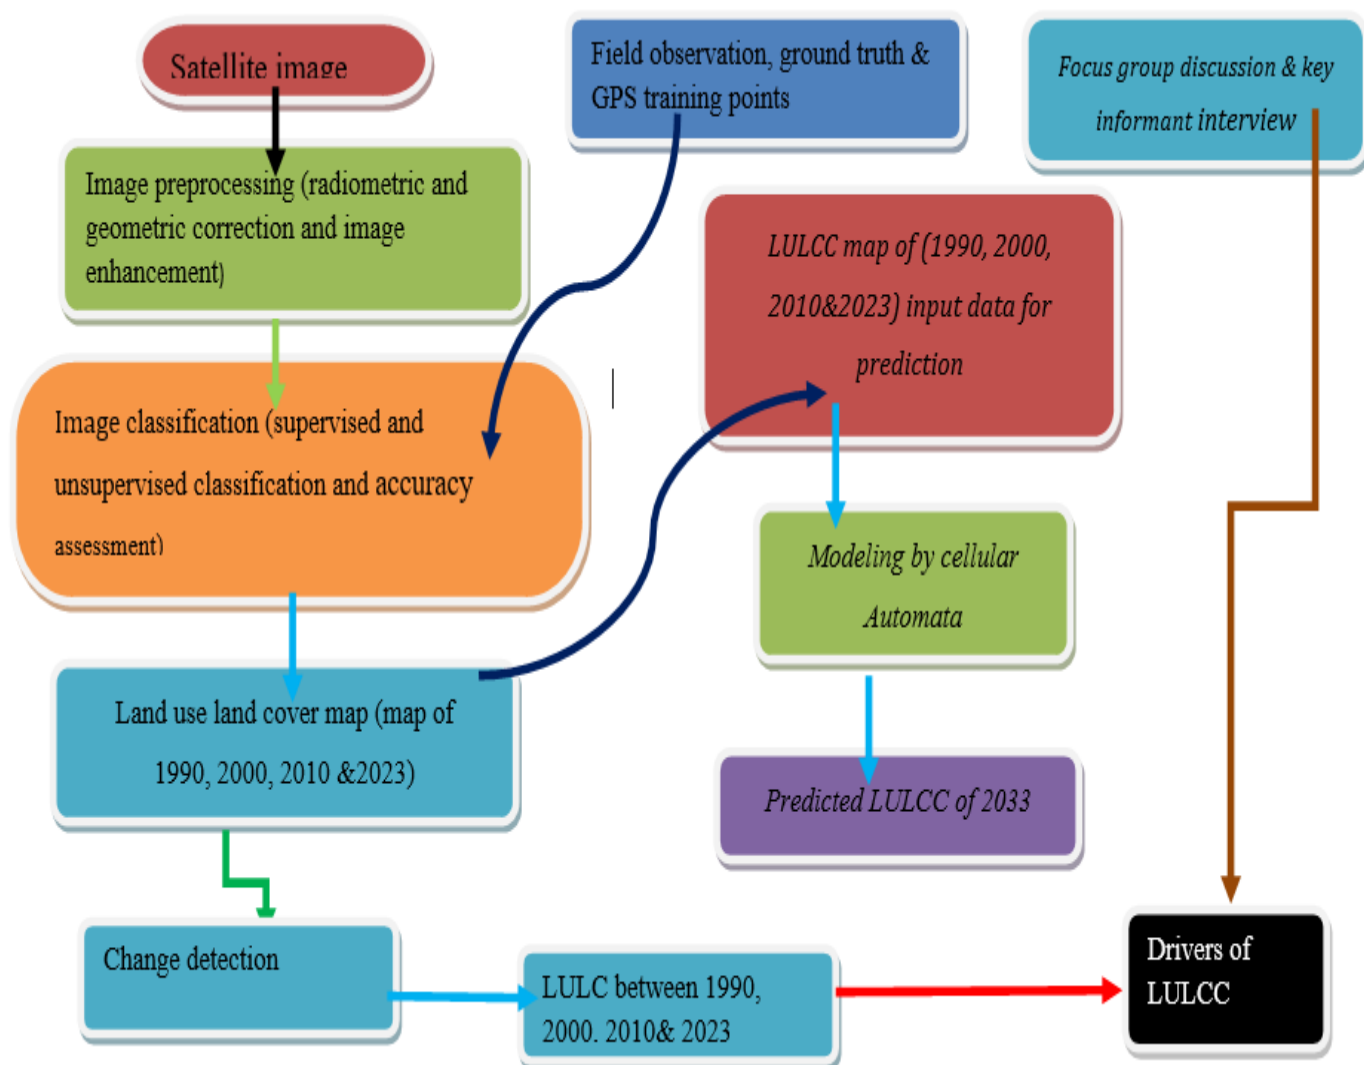 Satellite image
Field observation, ground truth &
GPS training points
Focus group discussion & key
informant interview
Image preprocessing (radiometric and
geometric correction and image
enhancement)
LULCC map of (1990, 2000,
2010&2023) input data for
prediction
Image classification (supervised and
unsupervised classification and accuracy
assessment)
Modeling by cellular
Automata
Land use land cover map (map of
1990, 2000, 2010 &2023)
Predicted LULCC of 2033
Change detection
LULC between 1990,
2000. 2010& 2023
Drivers of
LULCC